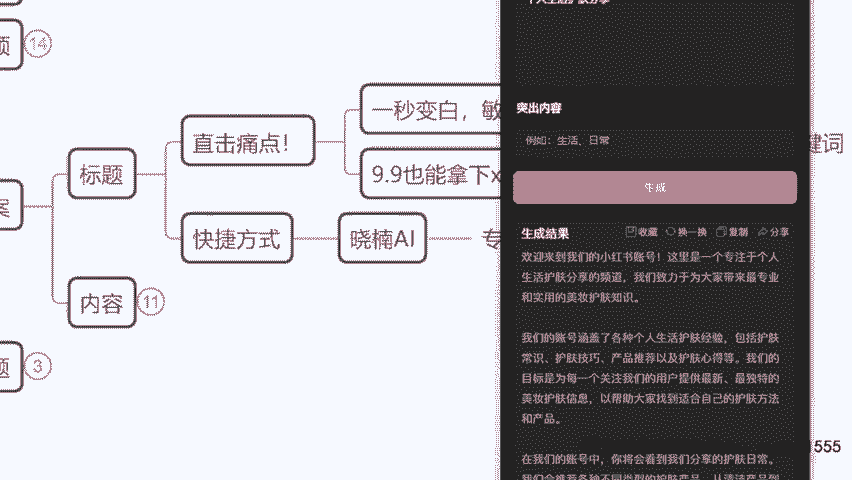 14
一秒变白，敏
直击痛点！
标题
9.9也能拿下x
快捷方式
晓楠AI
内容
11
3
键词
555
突出内容
例如：生活、日常
生成
生成结果
收藏 换一换 复制 分享
欢迎来到我们的小红书账号！这里是一个专注于个人
生活护肤分享的频道，我们致力于为大家带来最专业
和实用的美妆护肤知识。
我们的账号涵盖了各种个人生活护肤经验，包括护肤
常识、护肤技巧、产品推荐以及护肤心得等。我们的
目标是为每一个关注我们的用户提供最新、最独特的
美妆护肤信息，以帮助大家找到适合自己的护肤方法
和产品。
在我们的账号中，你将会看到我们分享的护肤日常。